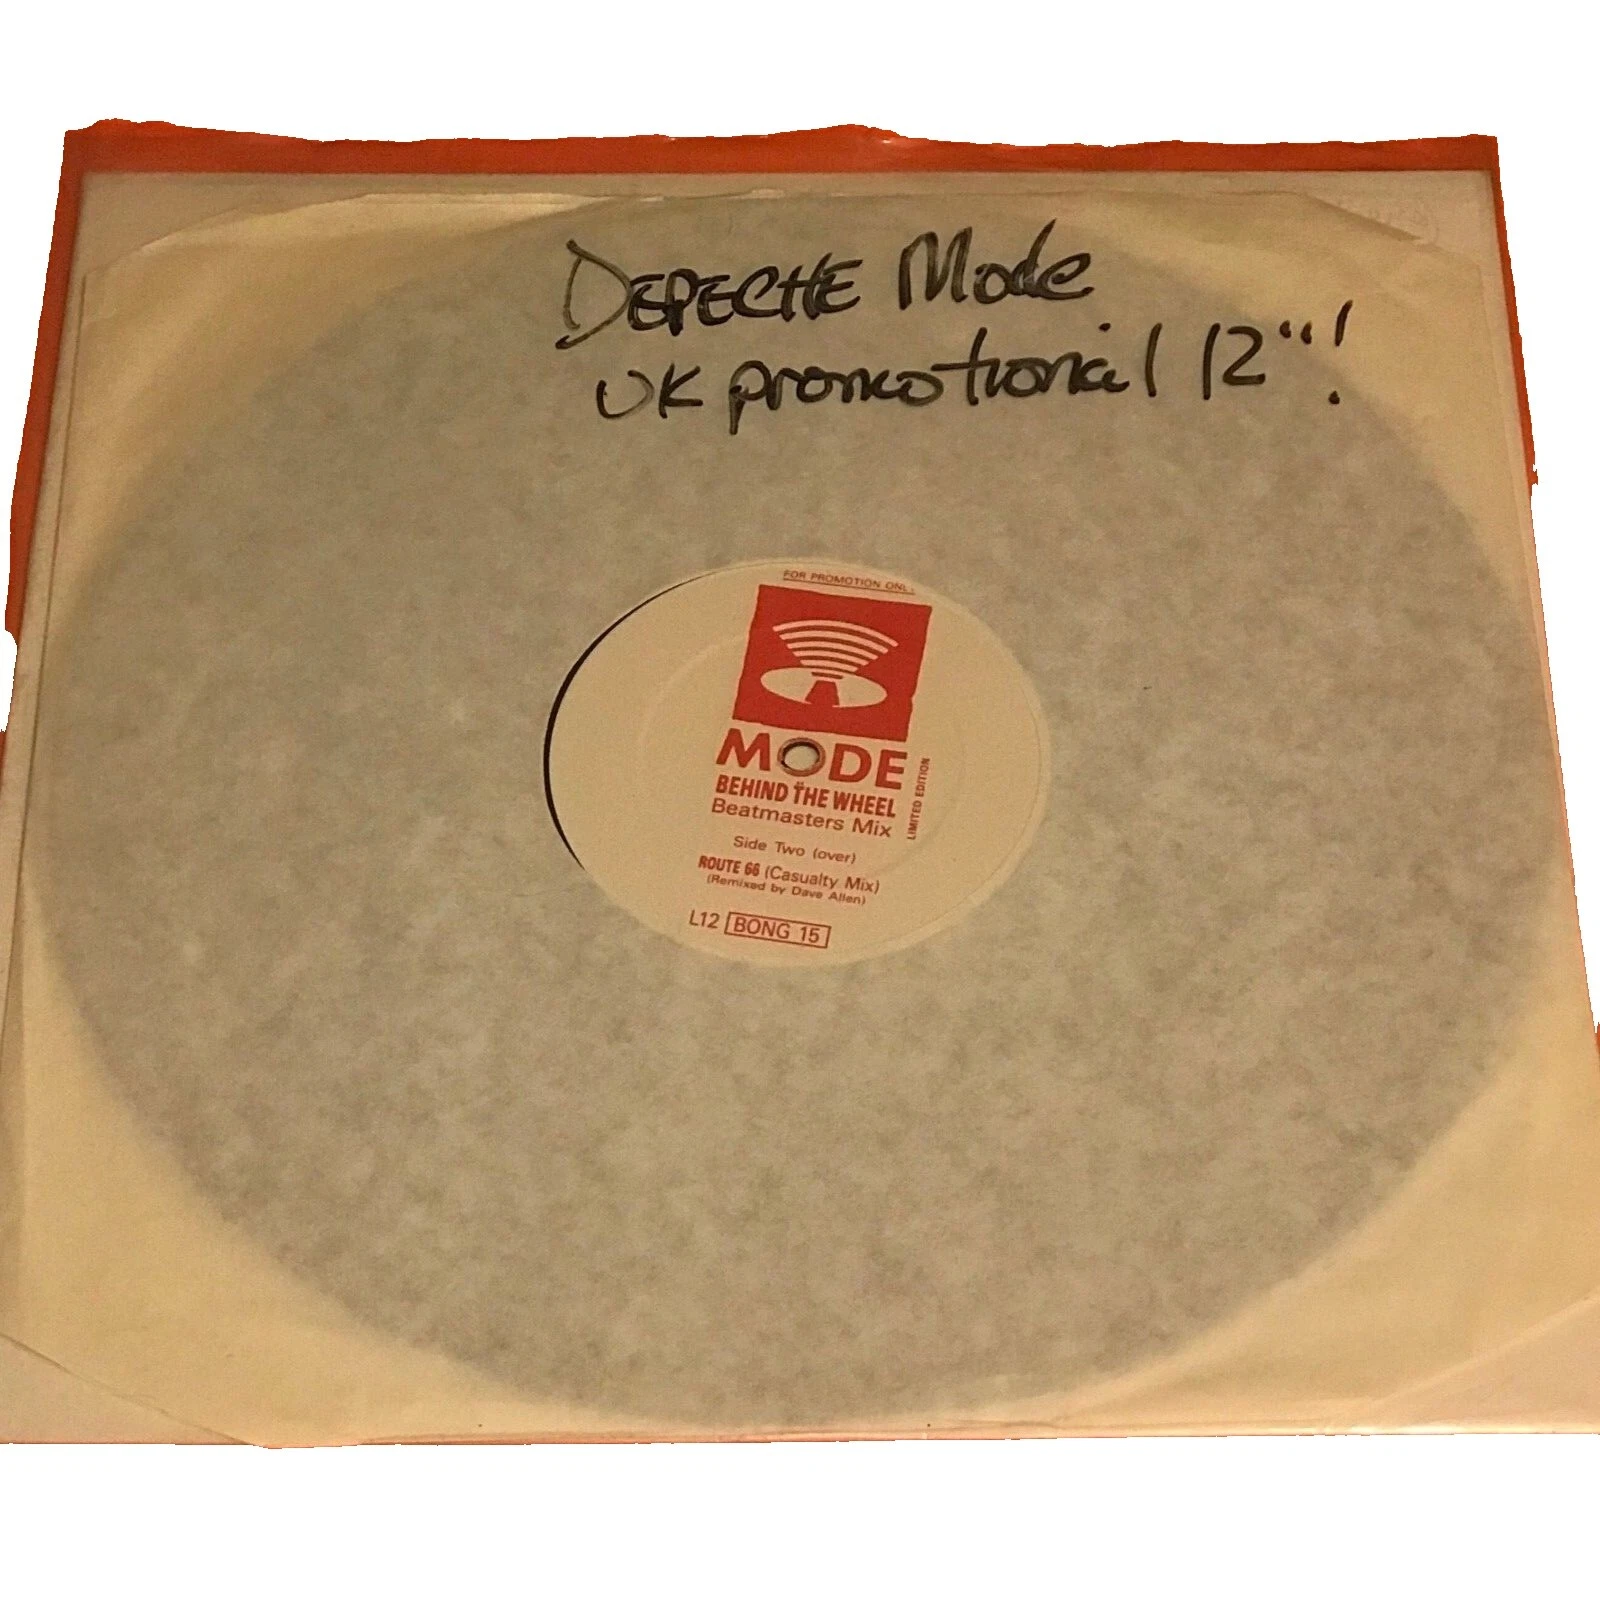 DEPECHE Mode
UK promotional 12"!
FOR PROMOTION ONLY
MODE
BEHIND THE WHEEL
Beatmasters Mix
LIMITED EDITION
Side Two (over)
ROUTE 66 (Casualty Mix)
(Remixed by Dave Allen)
L12 BONG 15